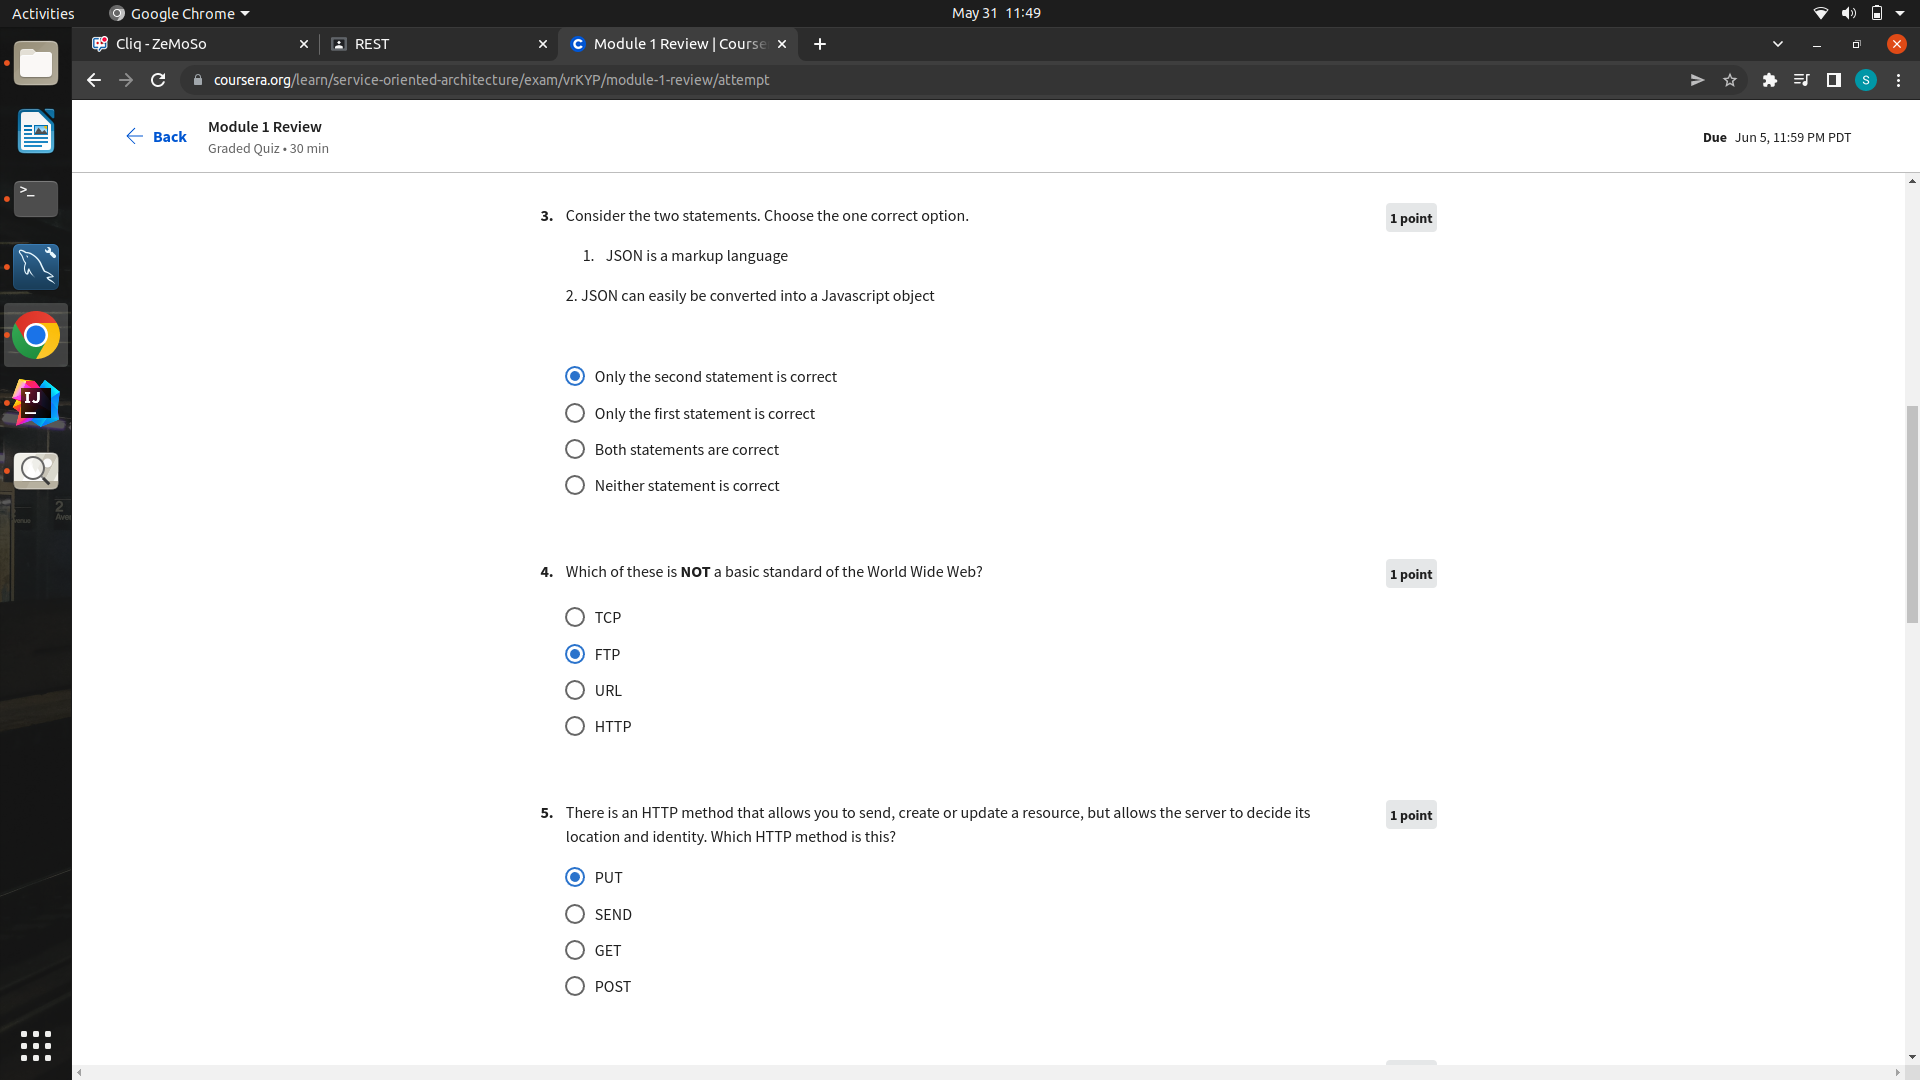 Activities
Google Chrome
May 31 11:49
Cliq - ZeMoSo
REST
Module 1 Review | Course
coursera.org/learn/service-oriented-architecture/exam/vrKYP/module-1-review/attempt
S
Back
Module 1 Review
Graded Quiz • 30 min
Due Jun 5, 11:59 PM PDT
3. Consider the two statements. Choose the one correct option.
1 point
1. JSON is a markup language
2. JSON can easily be converted into a Javascript object
Only the second statement is correct
Only the first statement is correct
Both statements are correct
Neither statement is correct
4. Which of these is NOT a basic standard of the World Wide Web?
1 point
TCP
FTP
URL
HTTP
5. There is an HTTP method that allows you to send, create or update a resource, but allows the server to decide its
location and identity. Which HTTP method is this?
1 point
PUT
SEND
GET
POST
>_
IJ
2